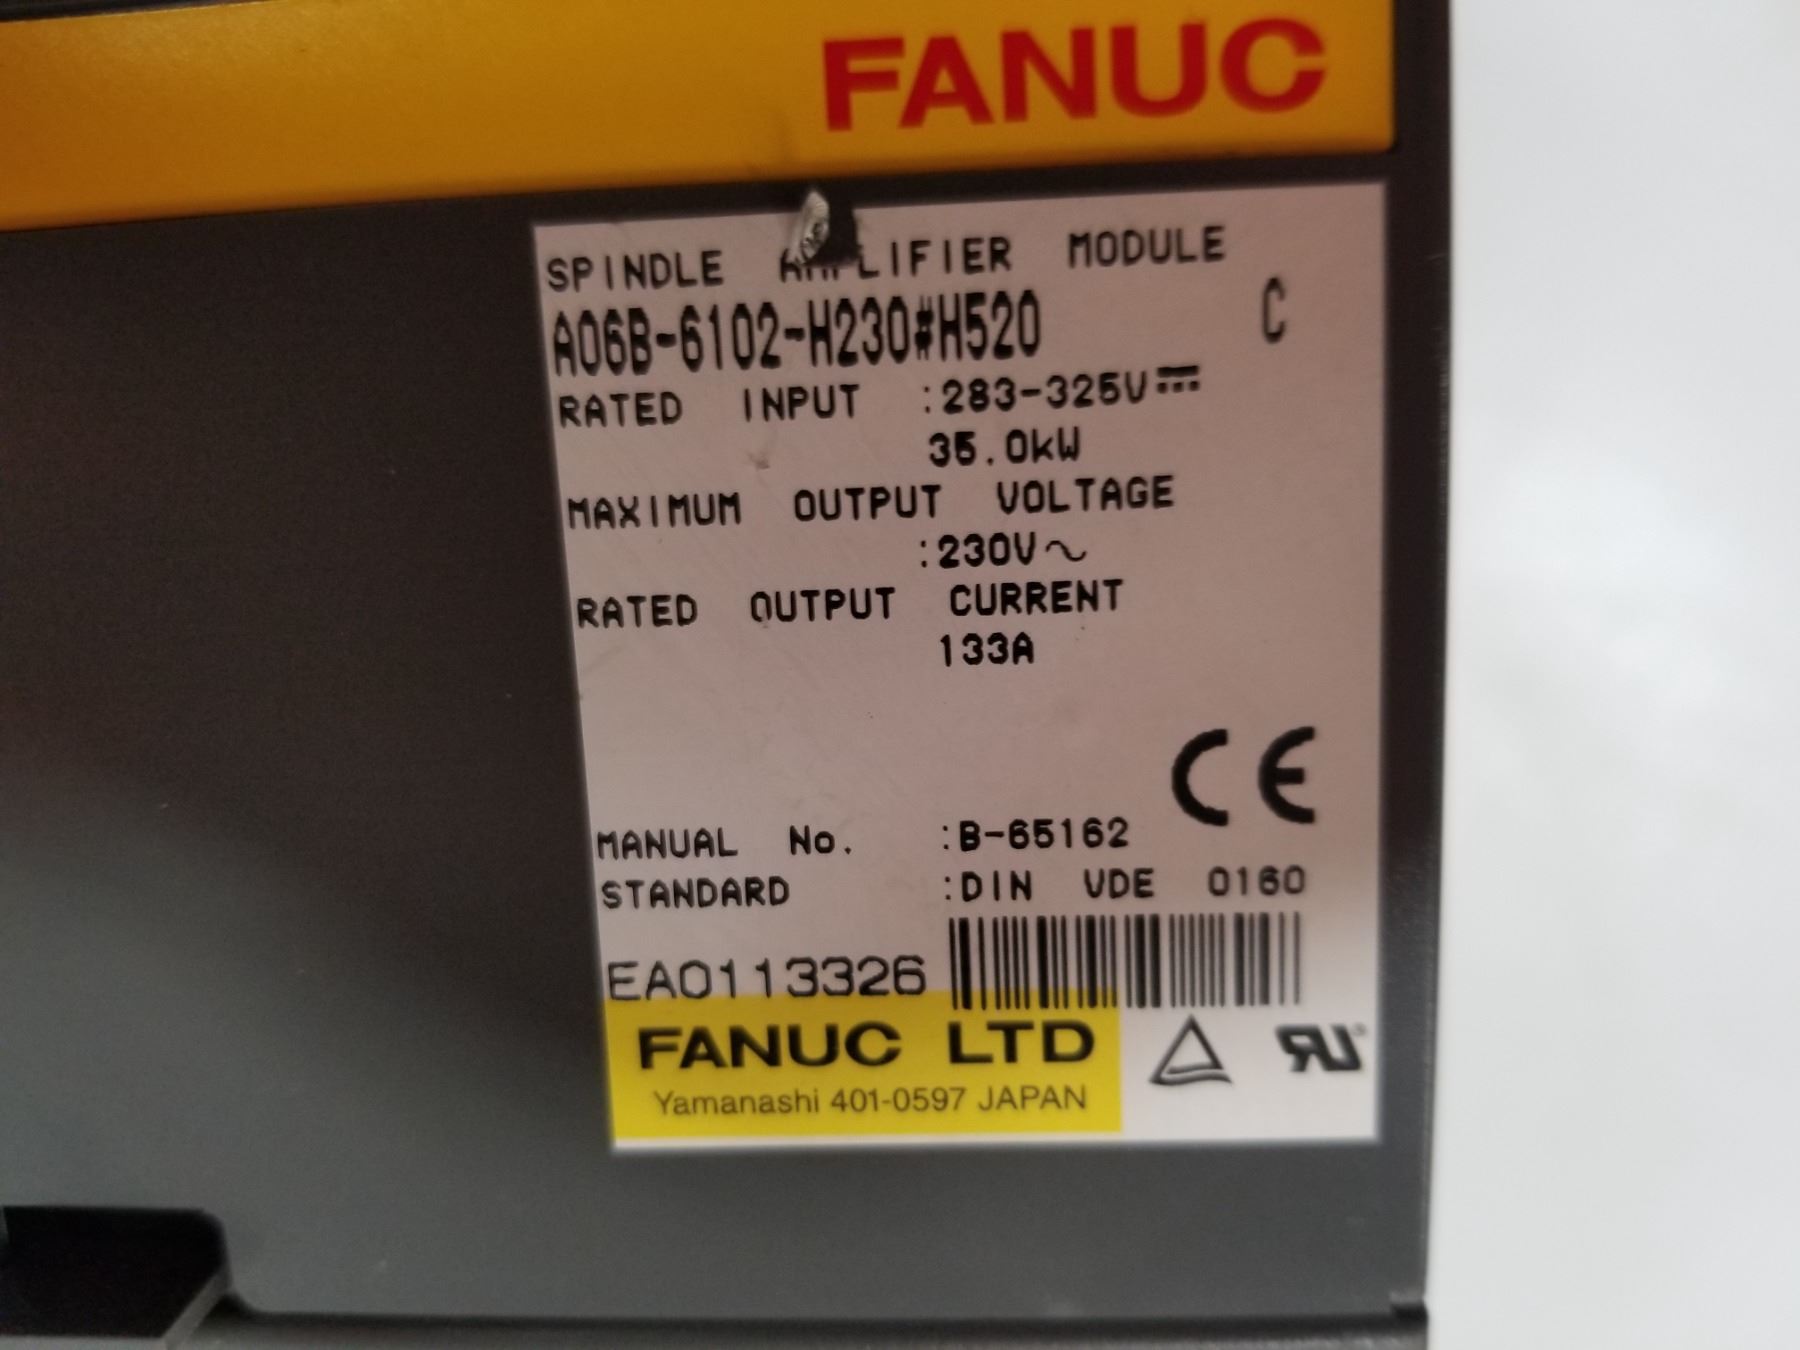 FANUC
SPINDLE AMPLIFIER MODULE
A06B-6102-H230#H520 C
RATED INPUT :283-325V⎓
35.0kW
MAXIMUM OUTPUT VOLTAGE
:230V~
RATED OUTPUT CURRENT
133A
CE
MANUAL No. :B-65162
STANDARD :DIN VDE 0160
EA0113326
FANUC LTD
Yamanashi 401-0597 JAPAN